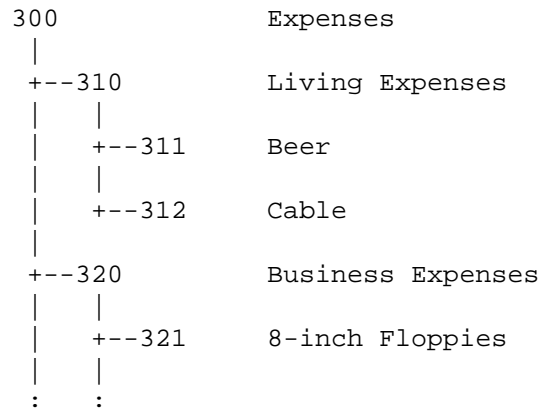 300 Expenses
|
+--310 Living Expenses
| |
| +--311 Beer
| |
| +--312 Cable
|
+--320 Business Expenses
| |
| +--321 8-inch Floppies
| |
: :